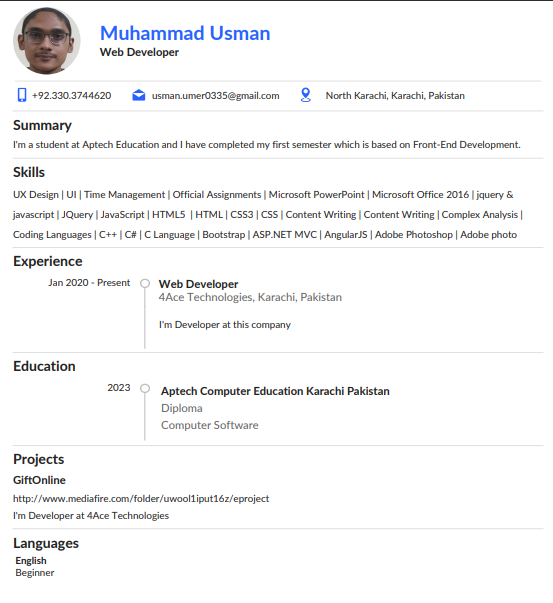 Muhammad Usman
Web Developer
+92.330.3744620 usman.umer0335@gmail.com North Karachi, Karachi, Pakistan
Summary
I'm a student at Aptech Education and I have completed my first semester which is based on Front-End Development.
Skills
UX Design | UI | Time Management | Official Assignments | Microsoft PowerPoint | Microsoft Office 2016 | jquery &
javascript | JQuery | JavaScript | HTML5 | HTML | CSS3 | CSS | Content Writing | Content Writing | Complex Analysis |
Coding Languages | C++ | C# | C Language | Bootstrap | ASP.NET MVC | AngularJS | Adobe Photoshop | Adobe photo
Experience
Jan 2020 - Present Web Developer
4Ace Technologies, Karachi, Pakistan
I'm Developer at this company
Education
2023 Aptech Computer Education Karachi Pakistan
Diploma
Computer Software
Projects
GiftOnline
http://www.mediafire.com/folder/uwool1iput16z/eproject
I'm Developer at 4Ace Technologies
Languages
English
Beginner